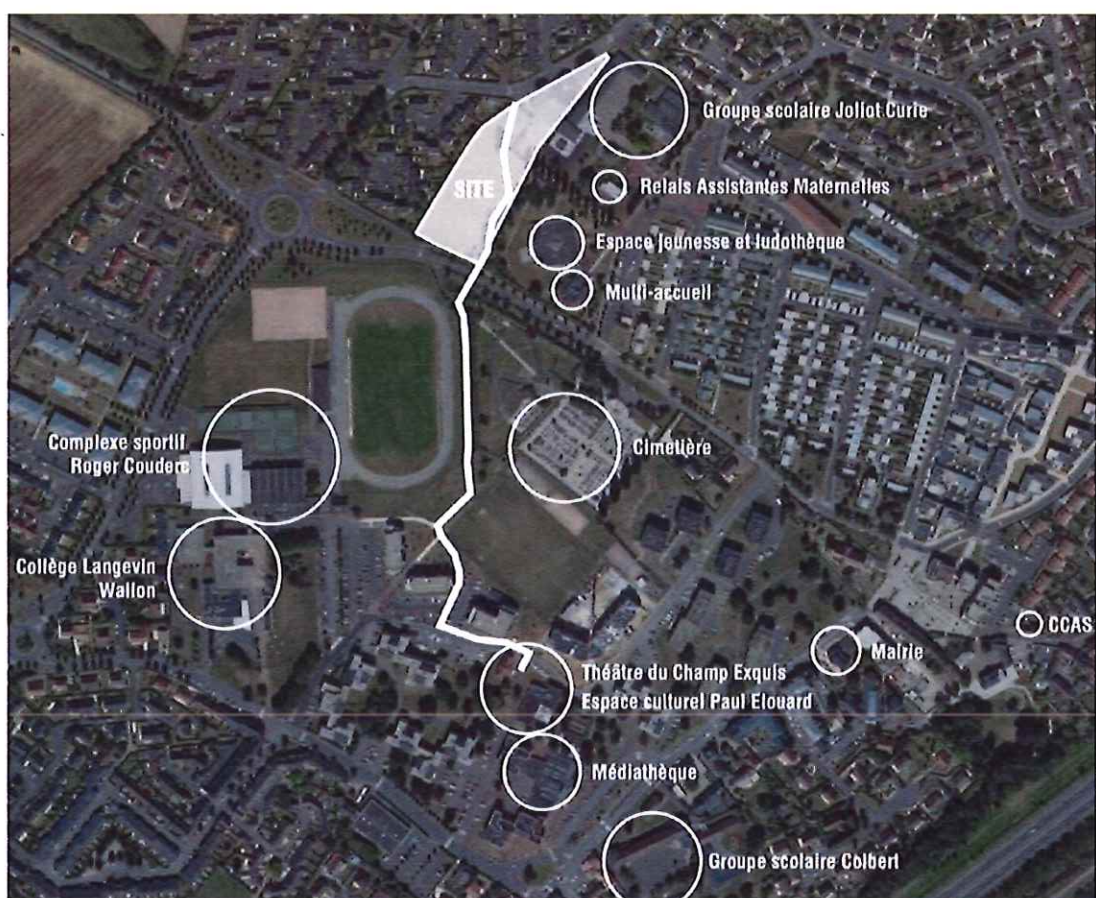 Groupe scolaire Joliot Curie
SITE
Relais Assistantes Maternelles
Espace jeunesse et ludothèque
Multi-accueil
Complexe sportif
Roger Couderc
Cimetière
Collège Langevin
Wallon
CCAS
Mairie
Théâtre du Champ Exquis
Espace culturel Paul Elouard
Médiathèque
Groupe scolaire Colbert